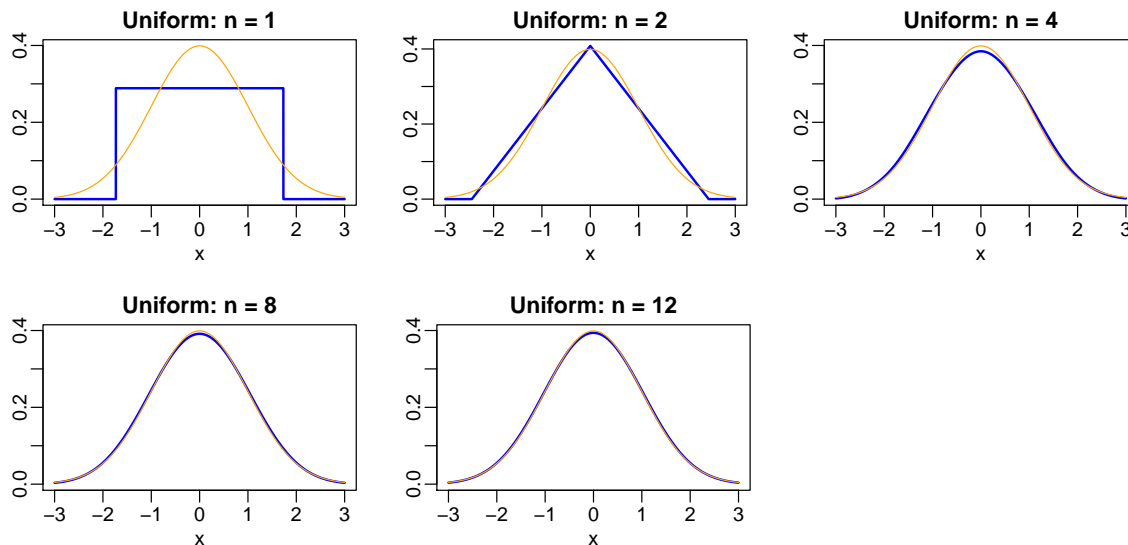 Uniform: n = 1
0.0 0.2 0.4
−3 −2 −1 0 1 2 3
x
Uniform: n = 2
0.0 0.2 0.4
−3 −2 −1 0 1 2 3
x
Uniform: n = 4
0.0 0.2 0.4
−3 −2 −1 0 1 2 3
x
Uniform: n = 8
0.0 0.2 0.4
−3 −2 −1 0 1 2 3
x
Uniform: n = 12
0.0 0.2 0.4
−3 −2 −1 0 1 2 3
x